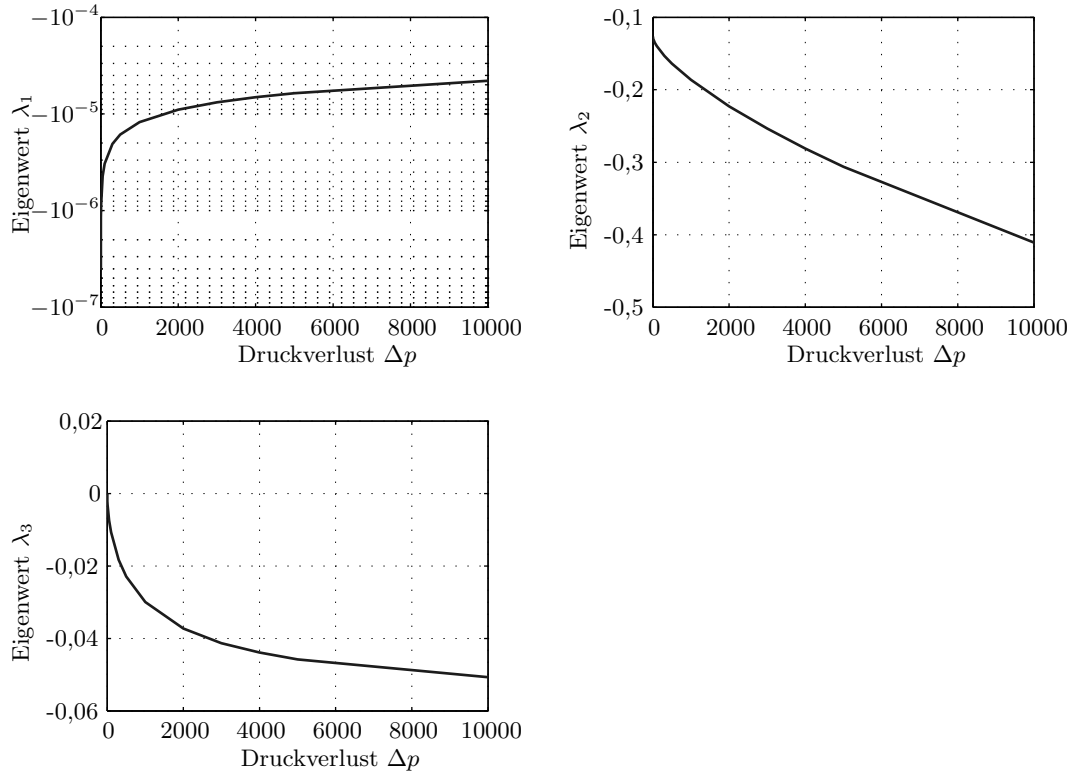 −10⁻⁴
−10⁻⁵
−10⁻⁶
−10⁻⁷
Eigenwert λ₁
0 2000 4000 6000 8000 10000
Druckverlust Δp
-0,1
-0,2
-0,3
-0,4
-0,5
Eigenwert λ₂
0 2000 4000 6000 8000 10000
Druckverlust Δp
0,02
0
-0,02
-0,04
-0,06
Eigenwert λ₃
0 2000 4000 6000 8000 10000
Druckverlust Δp